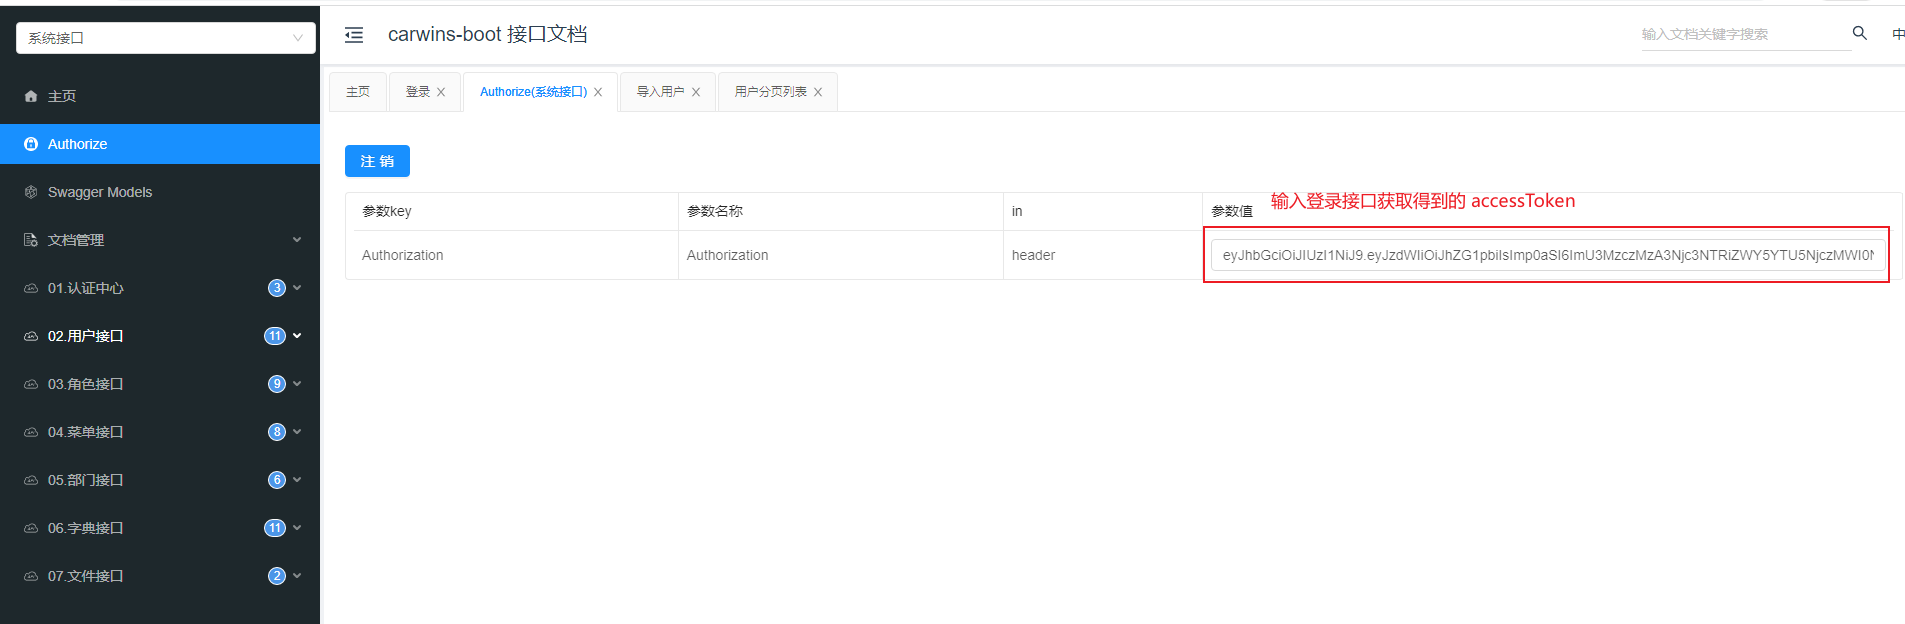 系统接口
carwins-boot 接口文档
输入文档关键字搜索
中
主页
Authorize
Swagger Models
文档管理
01.认证中心 3
02.用户接口 11
03.角色接口 9
04.菜单接口 8
05.部门接口 6
06.字典接口 11
07.文件接口 2
主页 登录 Authorize(系统接口) 导入用户 用户分页列表
注 销
输入登录接口获取得到的 accessToken
参数key 参数名称 in 参数值
Authorization Authorization header eyJhbGciOiJIUzI1NiJ9.eyJzdWIiOiJhZG1pbiIsImp0aSI6ImU3MzczMzA3Njc3NTRiZWY5YTU5NjczMWI0N